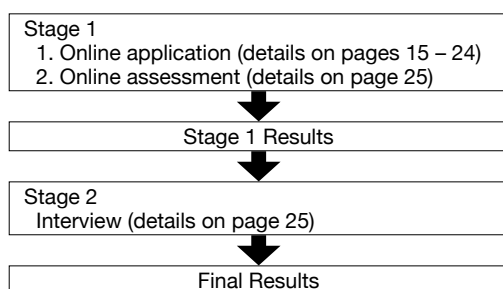 Stage 1
1. Online application (details on pages 15 – 24)
2. Online assessment (details on page 25)
Stage 1 Results
Stage 2
Interview (details on page 25)
Final Results